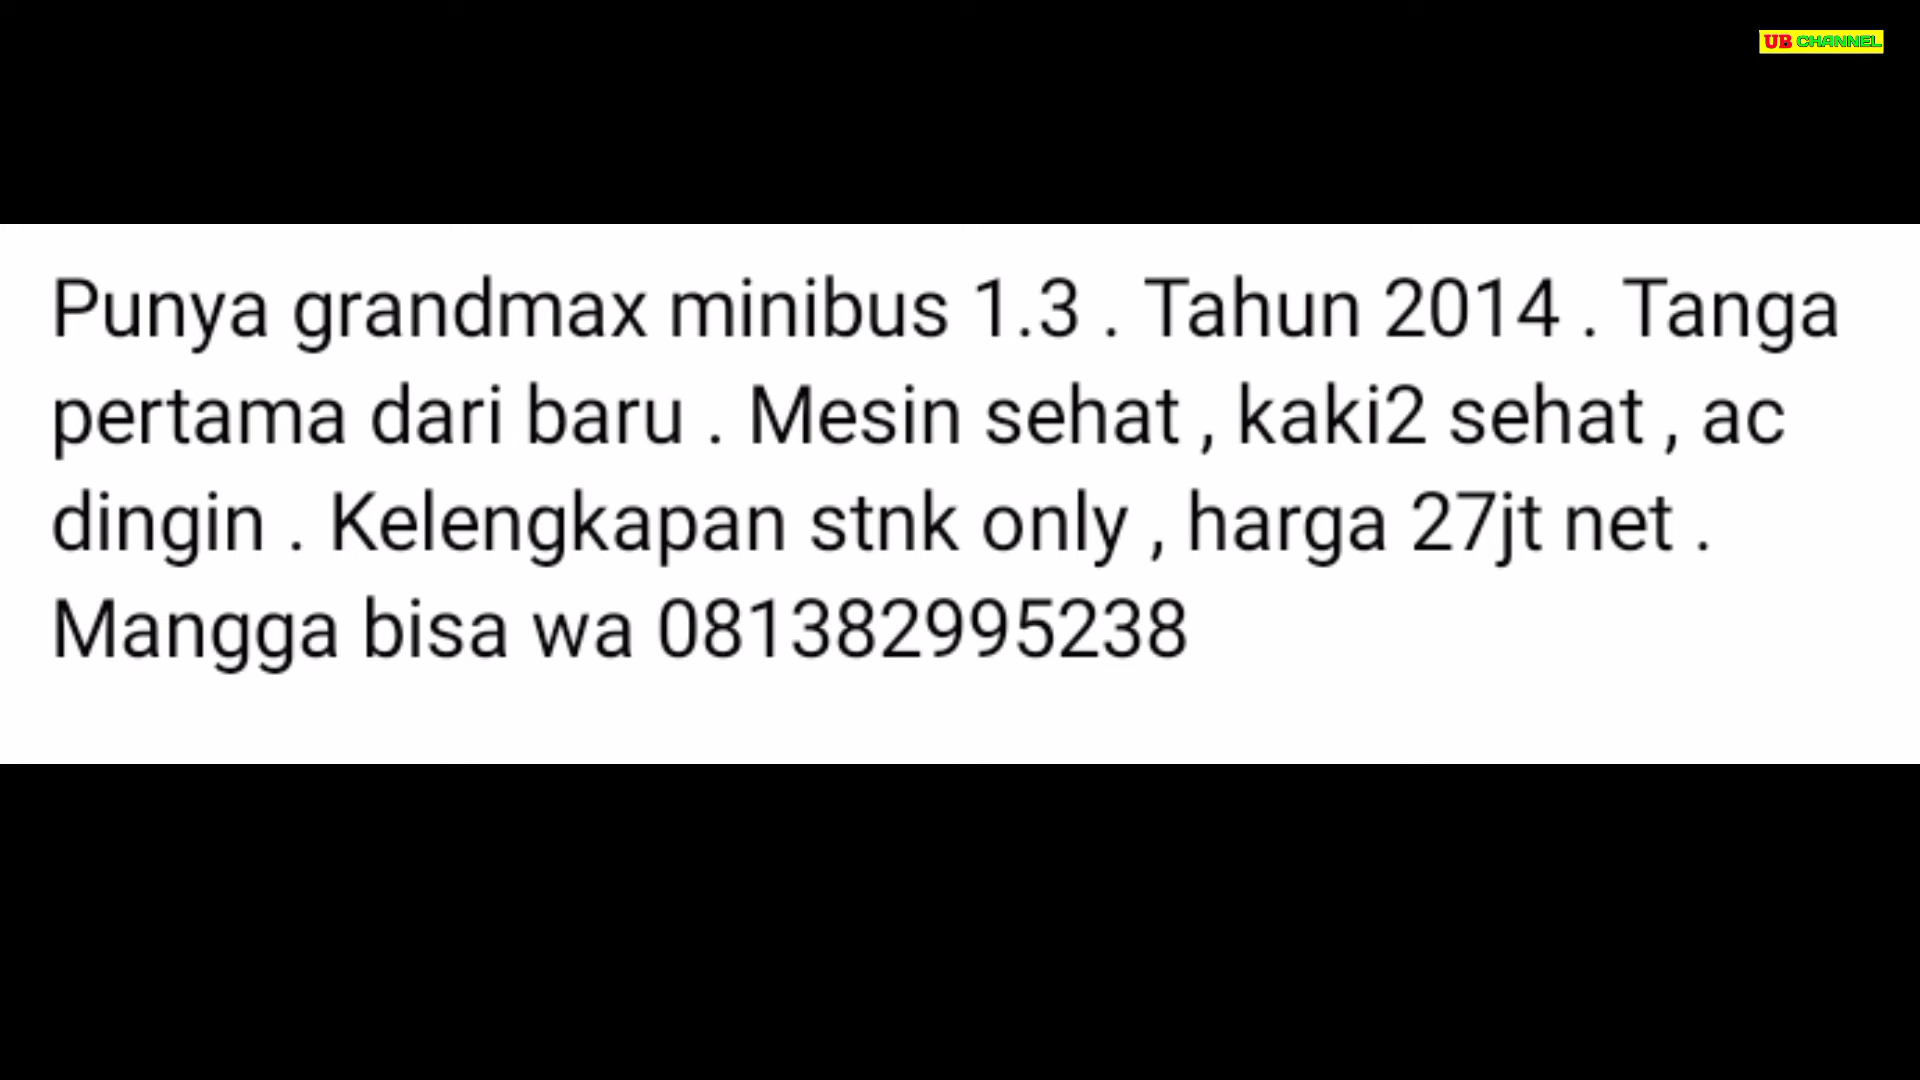 UB CHANNEL
Punya grandmax minibus 1.3 . Tahun 2014 . Tanga
pertama dari baru . Mesin sehat , kaki2 sehat , ac
dingin . Kelengkapan stnk only , harga 27jt net .
Mangga bisa wa 081382995238